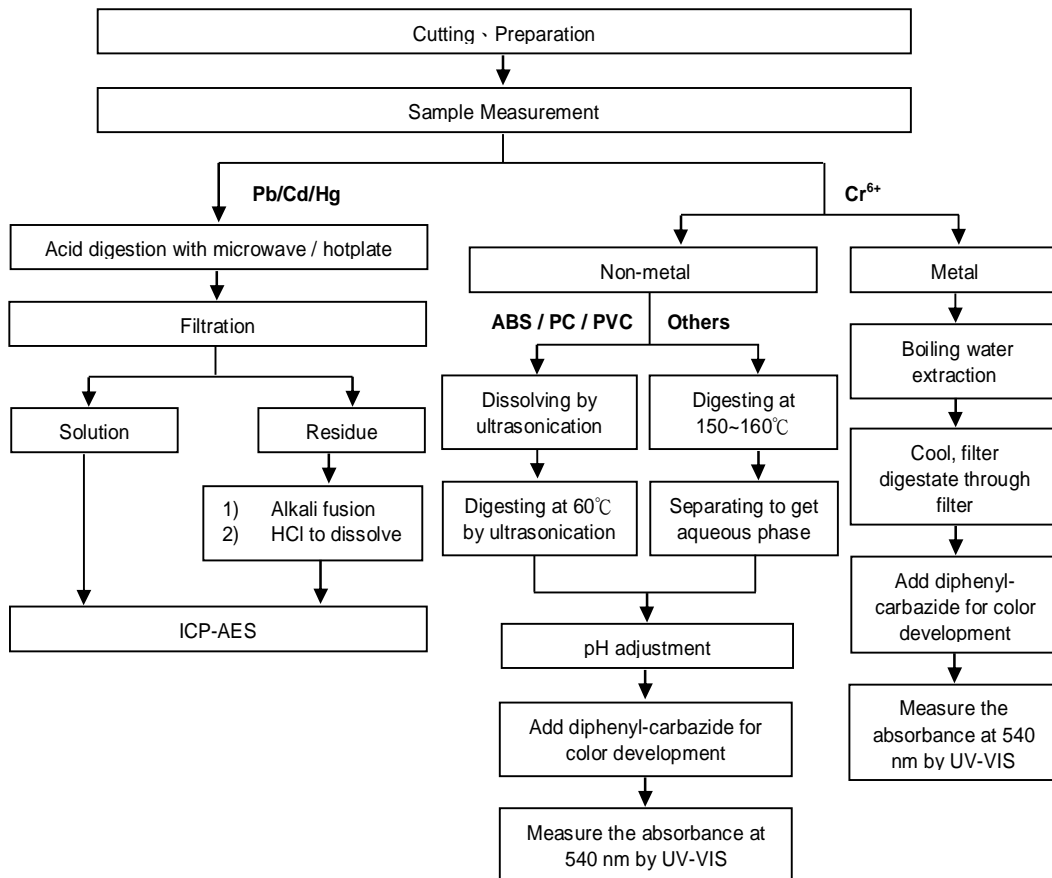 Cutting、Preparation
Sample Measurement
Pb/Cd/Hg
Acid digestion with microwave / hotplate
Filtration
Solution
Residue
1) Alkali fusion
2) HCl to dissolve
ICP-AES
Cr⁶⁺
Non-metal
ABS / PC / PVC
Dissolving by
ultrasonication
Digesting at 60℃
by ultrasonication
Others
Digesting at
150~160℃
Separating to get
aqueous phase
pH adjustment
Add diphenyl-carbazide for
color development
Measure the absorbance at
540 nm by UV-VIS
Metal
Boiling water
extraction
Cool, filter
digestate through
filter
Add diphenyl-
carbazide for color
development
Measure the
absorbance at 540
nm by UV-VIS